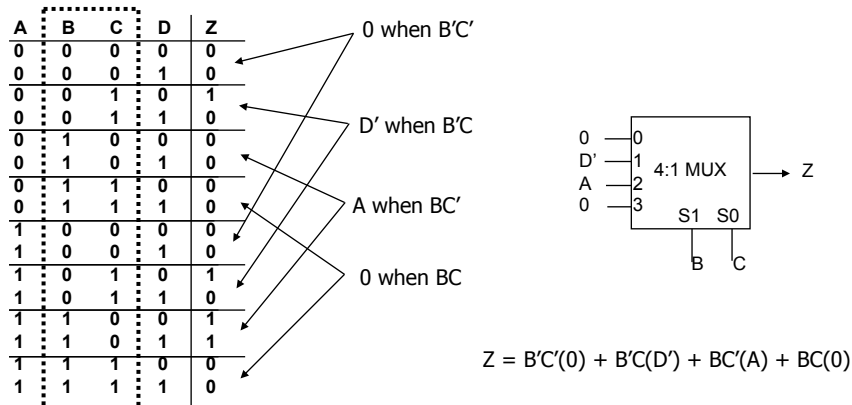 A B C D Z
0 0 0 0 0
0 0 0 1 0
0 0 1 0 1
0 0 1 1 0
0 1 0 0 0
0 1 0 1 0
0 1 1 0 0
0 1 1 1 0
1 0 0 0 0
1 0 0 1 0
1 0 1 0 1
1 0 1 1 0
1 1 0 0 1
1 1 0 1 1
1 1 1 0 0
1 1 1 1 0
0 when B'C'
D' when B'C
A when BC'
0 when BC
0 0
D' 1
A 2
0 3
4:1 MUX
Z
S1 S0
B C
Z = B'C'(0) + B'C(D') + BC'(A) + BC(0)